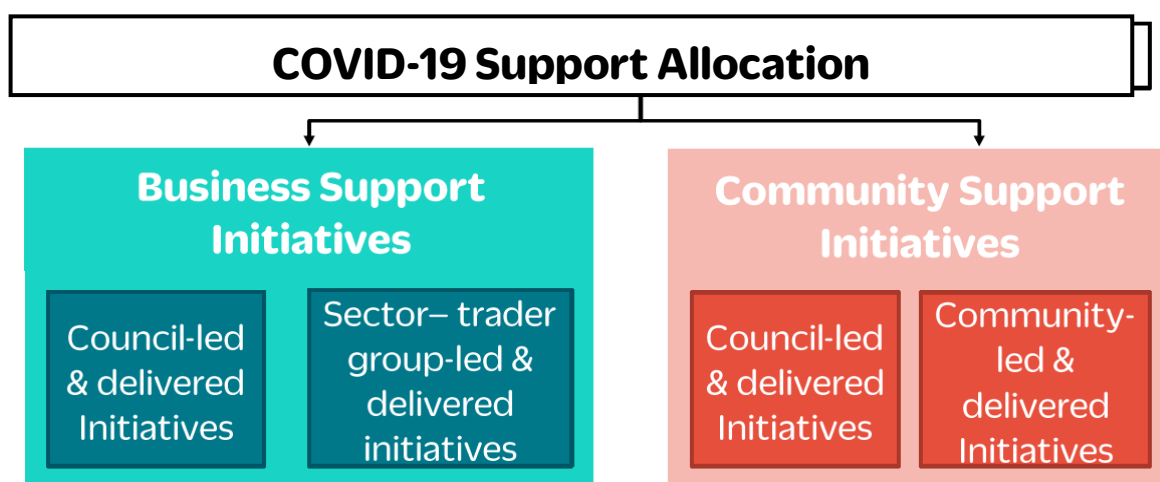 COVID-19 Support Allocation
Business Support
Initiatives
Council-led
& delivered
Initiatives
Sector– trader
group-led &
delivered
initiatives
Community Support
Initiatives
Council-led
& delivered
Initiatives
Community-
led &
delivered
Initiatives